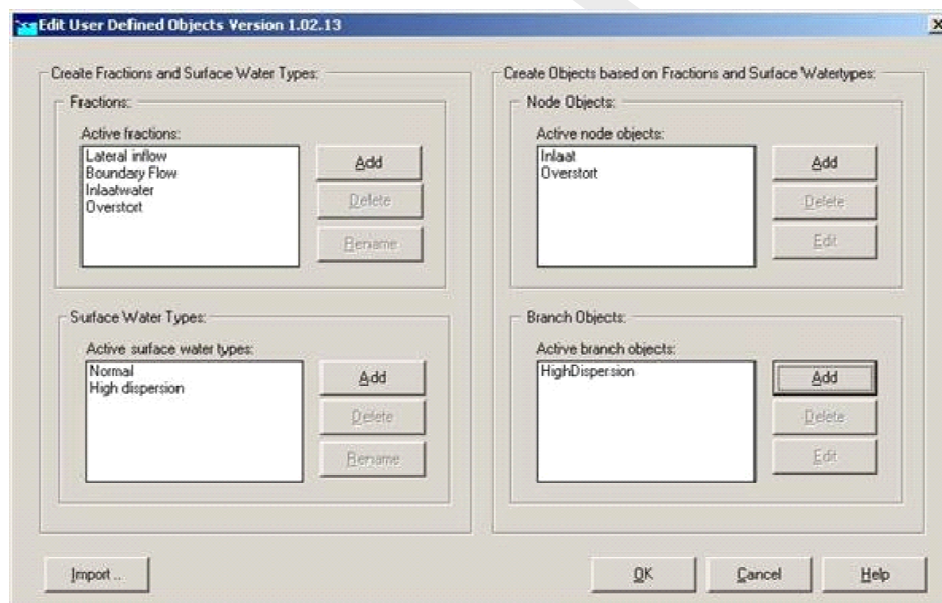 Edit User Defined Objects Version 1.02.13
Create Fractions and Surface Water Types:
Fractions:
Active fractions:
Lateral inflow
Boundary Flow
Inlaatwater
Overstort
Add
Delete
Rename
Surface Water Types:
Active surface water types:
Normal
High dispersion
Add
Delete
Rename
Create Objects based on Fractions and Surface Watertypes:
Node Objects:
Active node objects:
Inlaat
Overstort
Add
Delete
Edit
Branch Objects:
Active branch objects:
HighDispersion
Add
Delete
Edit
Import ..
OK
Cancel
Help